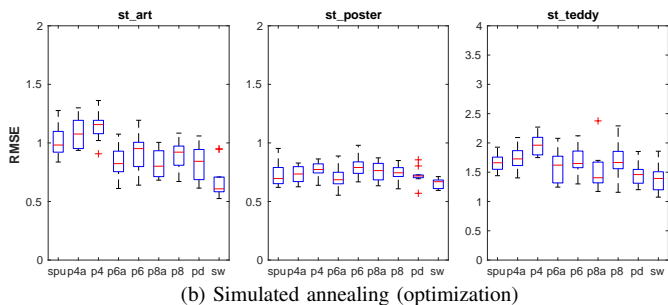 st_art
st_poster
st_teddy
RMSE
2
1.5
1
0.5
0
spu p4a p4 p6a p6 p8a p8 pd sw
2
1.5
1
0.5
0
spu p4a p4 p6a p6 p8a p8 pd sw
4
3.5
3
2.5
2
1.5
1
0.5
0
spu p4a p4 p6a p6 p8a p8 pd sw
(b) Simulated annealing (optimization)